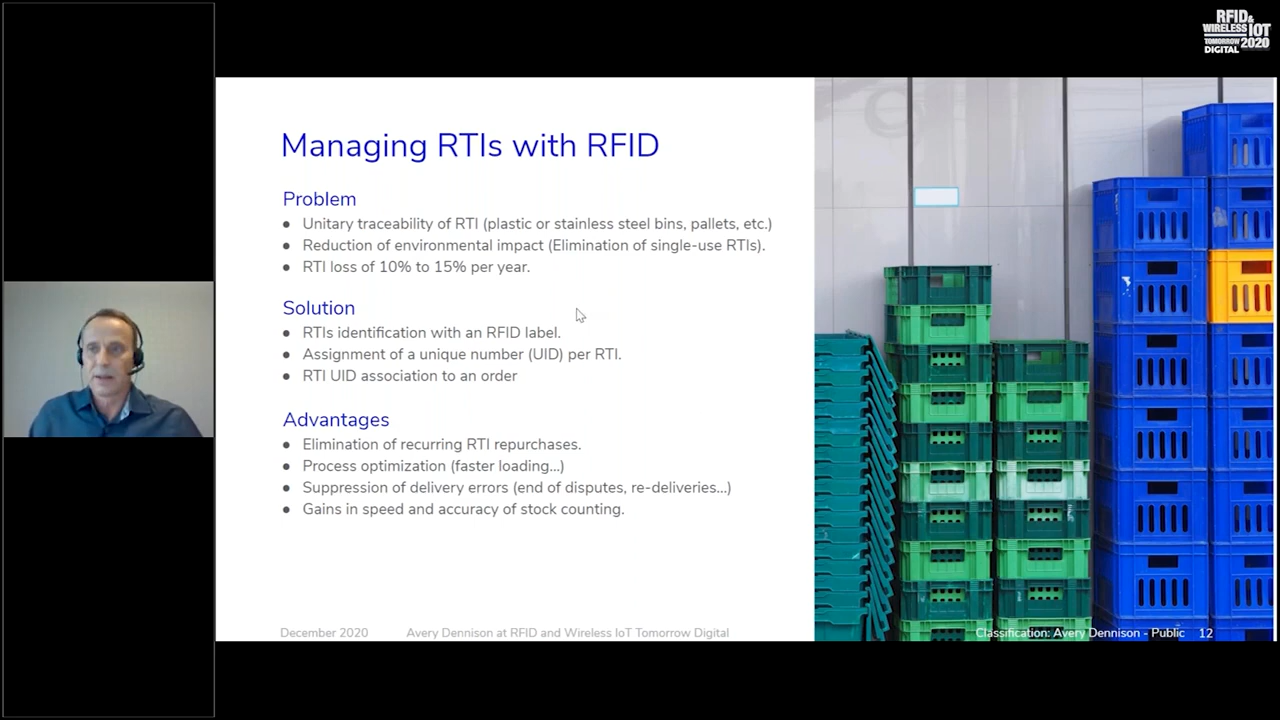 RFID&
WIRELESS IOT
TOMORROW 2020
DIGITAL
Managing RTIs with RFID
Problem
● Unitary traceability of RTI (plastic or stainless steel bins, pallets, etc.)
● Reduction of environmental impact (Elimination of single-use RTIs).
● RTI loss of 10% to 15% per year.
Solution
● RTIs identification with an RFID label.
● Assignment of a unique number (UID) per RTI.
● RTI UID association to an order
Advantages
● Elimination of recurring RTI repurchases.
● Process optimization (faster loading...)
● Suppression of delivery errors (end of disputes, re-deliveries...)
● Gains in speed and accuracy of stock counting.
December 2020 Avery Dennison at RFID and Wireless IoT Tomorrow Digital Classification: Avery Dennison - Public 12